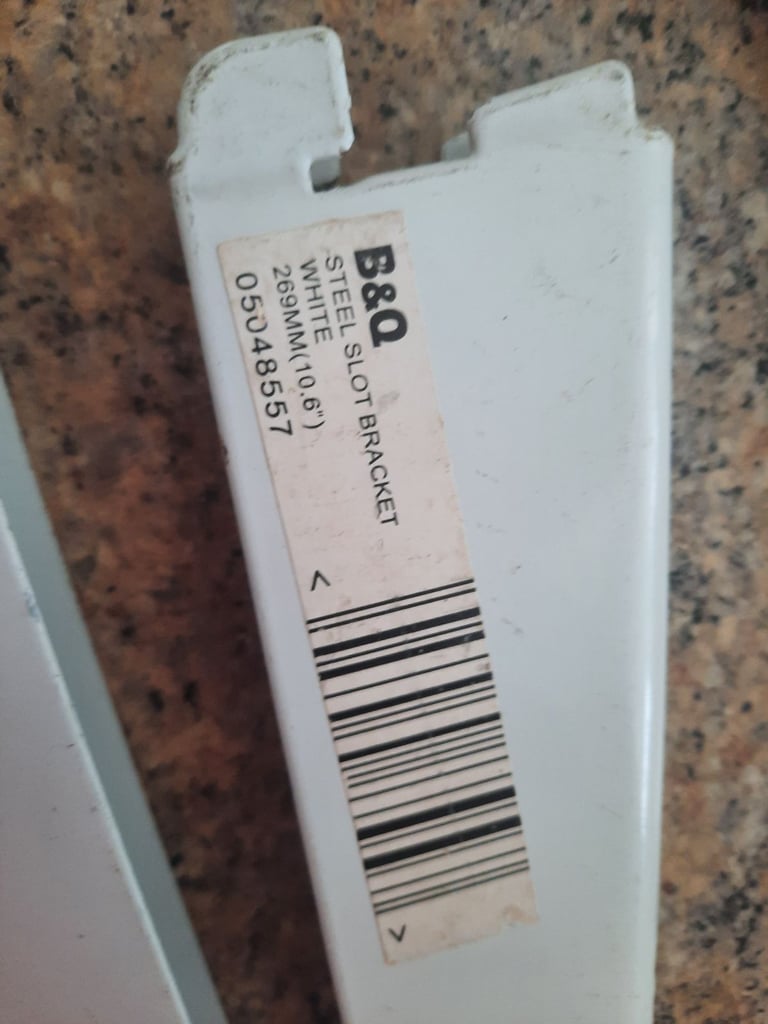 B&Q
STEEL SLOT BRACKET
WHITE
269MM(10.6")
05048557
< >